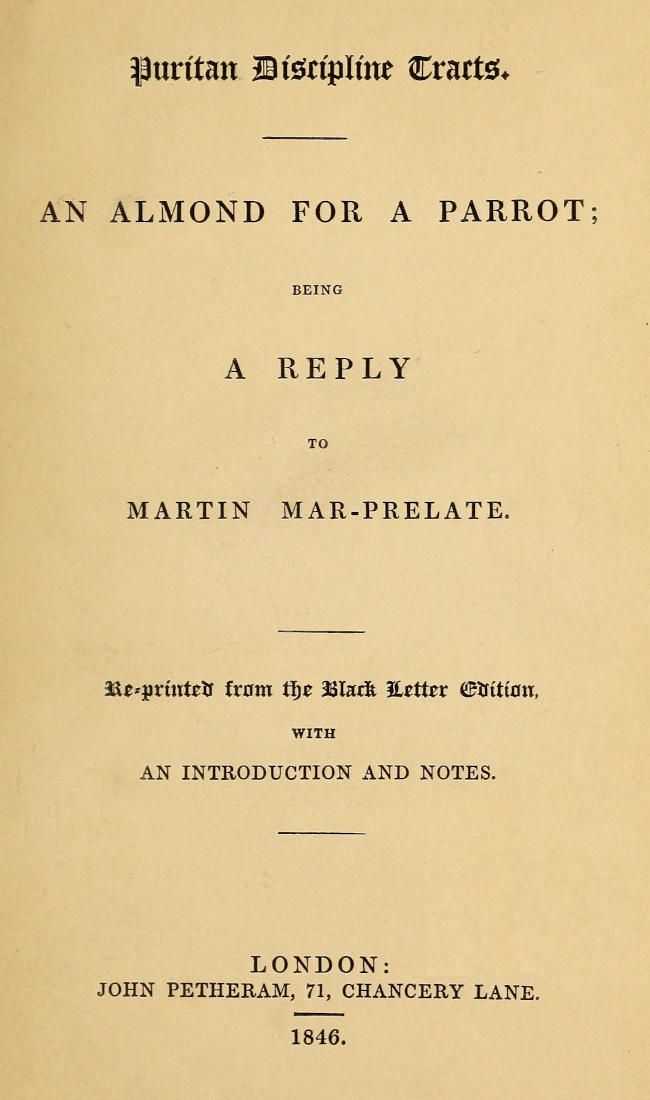 Puritan Discipline Tracts.
AN ALMOND FOR A PARROT;
BEING
A REPLY
TO
MARTIN MAR-PRELATE.
Re-printed from the Black Letter Edition,
WITH
AN INTRODUCTION AND NOTES.
LONDON:
JOHN PETHERAM, 71, CHANCERY LANE.
1846.